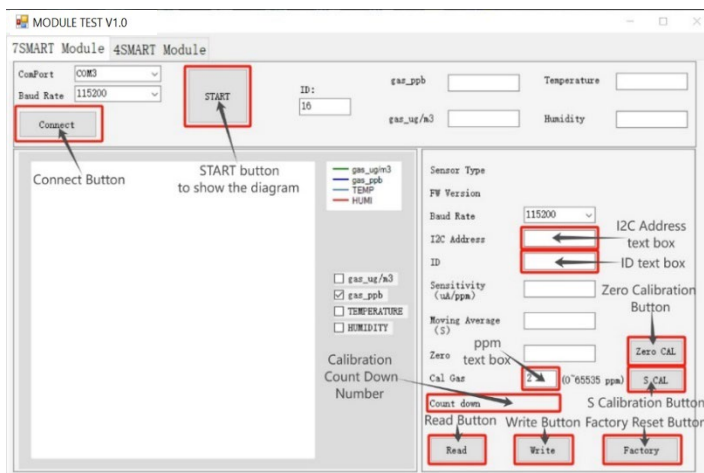 MODULE TEST V1.0
7SMART Module 4SMART Module
ComPort COM3
Baud Rate 115200
START
ID:
16
gas_ppb
gas_ug/m3
Temperature
Humidity
Connect
Connect Button
START button
to show the diagram
gas_ug/m3
gas_ppb
TEMP
HUMI
gas_ug/m3
gas_ppb
TEMPERATURE
HUMIDITY
Calibration
Count Down
Number
Sensor Type
FW Version
Baud Rate 115200
I2C Address
I2C Address
text box
ID
ID text box
Sensitivity
(uA/ppm)
Moving Average
(S)
Zero Calibration
Button
ppm
text box
Zero
Zero CAL
Cal Gas 2 (0~65535 ppm) S.CAL
Count down
S Calibration Button
Read Button Write Button Factory Reset Button
Read Write Factory